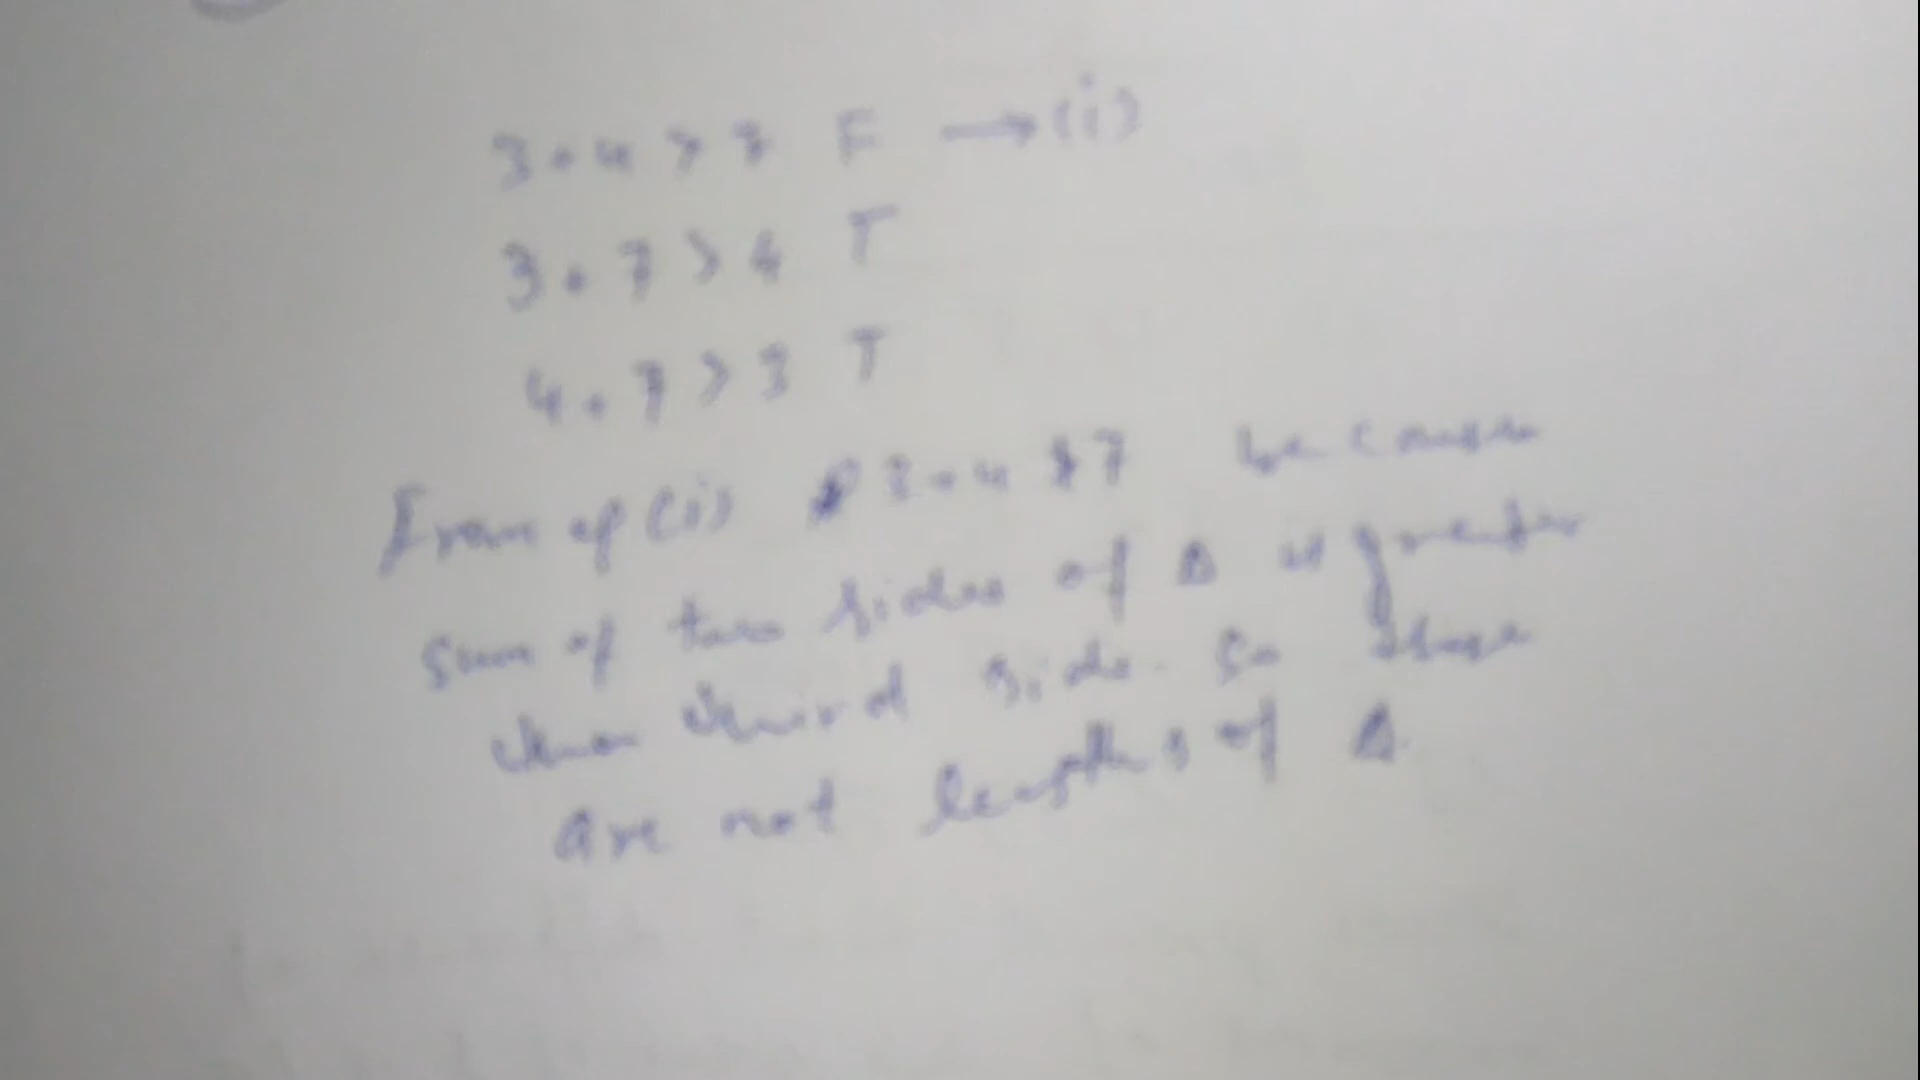 3 + 4 > 7 F → (i)
3 + 7 > 4 T
4 + 7 > 3 T
From eq (i) 3 + 4 ≯ 7 because
sum of two sides of Δ is greater
than third side. So these
are not lengths of Δ.